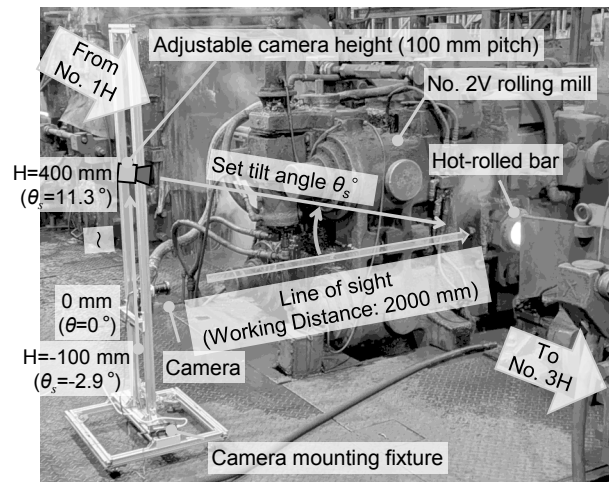 Adjustable camera height (100 mm pitch)
From
No. 1H
No. 2V rolling mill
Hot-rolled bar
H=400 mm
(θs=11.3°)
Set tilt angle θs°
~
Line of sight
(Working Distance: 2000 mm)
0 mm
(θ=0°)
H=-100 mm
(θs=-2.9°)
Camera
To
No. 3H
Camera mounting fixture